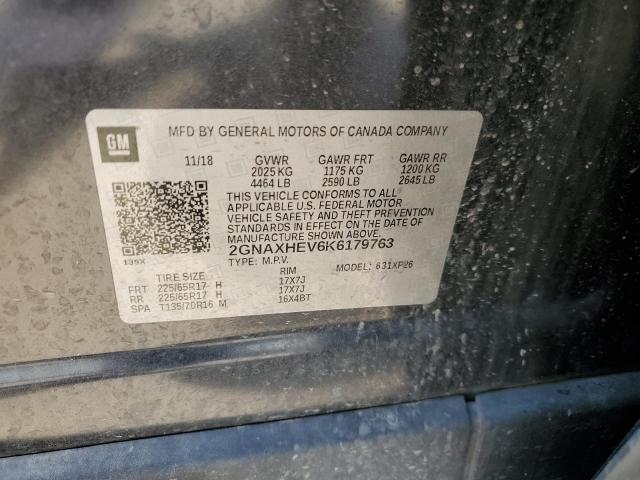 GM
MFD BY GENERAL MOTORS OF CANADA COMPANY
11/18 GVWR GAWR FRT GAWR RR
2025 KG 1175 KG 1200 KG
4464 LB 2590 LB 2645 LB
THIS VEHICLE CONFORMS TO ALL
APPLICABLE U.S. FEDERAL MOTOR
VEHICLE SAFETY AND THEFT PREVENTION
STANDARDS IN EFFECT ON THE DATE OF
MANUFACTURE SHOWN ABOVE.
2GNAXHEV6K6179763
TYPE: M.P.V. MODEL: 631XP26
139X
TIRE SIZE RIM
FRT 225/65R17 H 17X7J
RR 225/65R17 H 17X7J
SPA T135/70R16 M 16X4BT